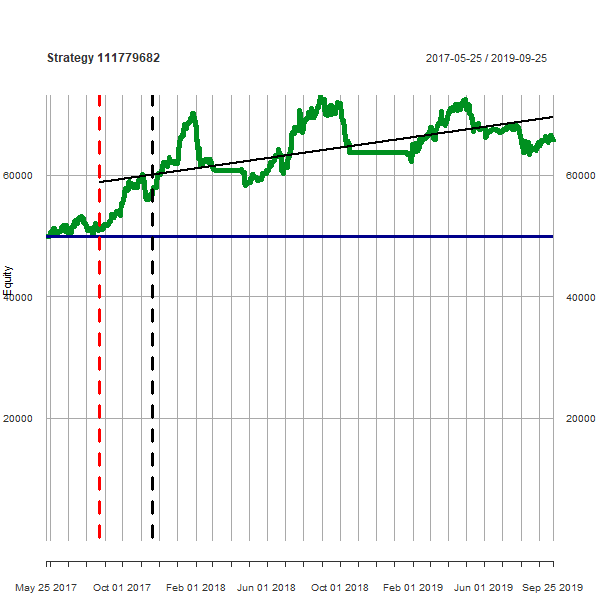 Strategy 111779682
2017-05-25 / 2019-09-25
60000
60000
Equity
40000
40000
20000
20000
May 25 2017
Oct 01 2017
Feb 01 2018
Jun 01 2018
Oct 01 2018
Feb 01 2019
Jun 01 2019
Sep 25 2019